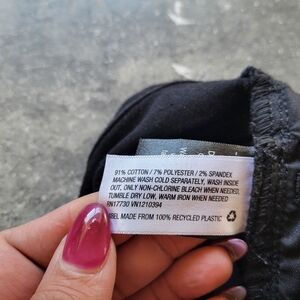 91% COTTON / 7% POLYESTER / 2% SPANDEX
MACHINE WASH COLD SEPARATELY, WASH INSIDE
OUT, ONLY NON-CHLORINE BLEACH WHEN NEEDED,
TUMBLE DRY LOW, WARM IRON WHEN NEEDED
RN17730 VN1210394
MADE FROM 100% RECYCLED PLASTIC